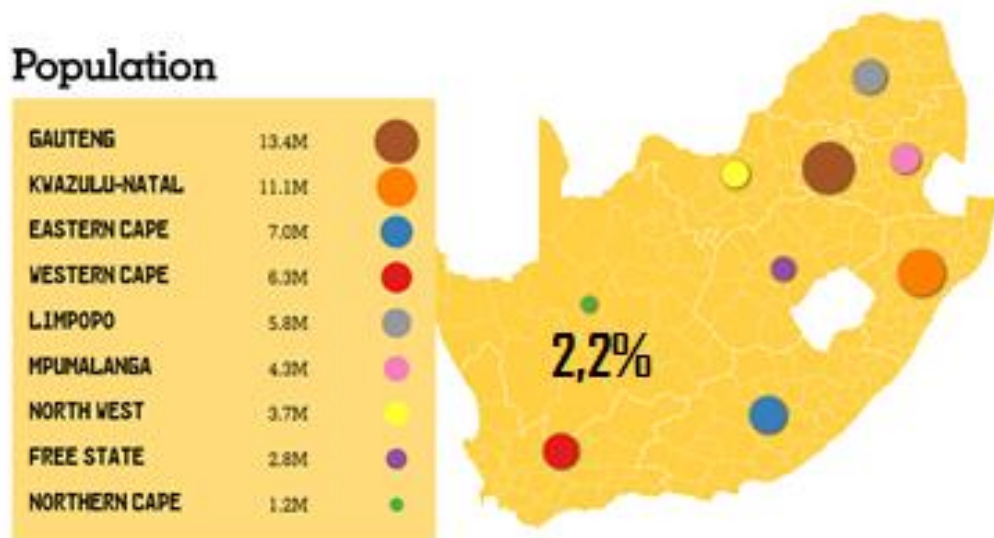 Population
GAUTENG 13.4M
KWAZULU-NATAL 11.1M
EASTERN CAPE 7.0M
WESTERN CAPE 6.3M
LIMPOPO 5.8M
MPUMALANGA 4.3M
NORTH WEST 3.7M
FREE STATE 2.8M
NORTHERN CAPE 1.2M
2,2%